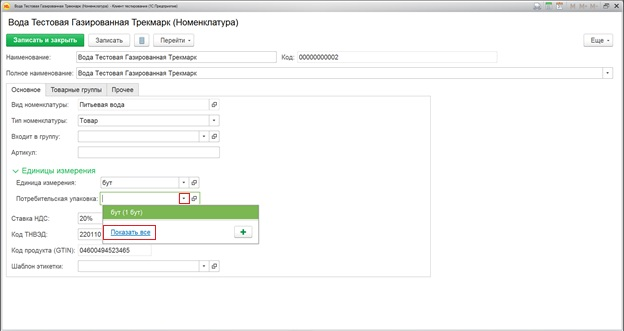 Вода Тестовая Газированная Трекмарк (Номенклатура) - Клиент тестирования (1С:Предприятие)
M M+ M-
Вода Тестовая Газированная Трекмарк (Номенклатура)
Записать и закрыть Записать Перейти Еще
Наименование: Вода Тестовая Газированная Трекмарк Код: 00000000002
Полное наименование: Вода Тестовая Газированная Трекмарк
Основное Товарные группы Прочее
Вид номенклатуры: Питьевая вода
Тип номенклатуры: Товар
Входит в группу:
Артикул:
Единицы измерения
Единица измерения: бут
Потребительская упаковка:
бут (1 бут)
Ставка НДС: 20%
Показать все
Код ТНВЭД: 220110
Код продукта (GTIN): 04600494523465
Шаблон этикетки: